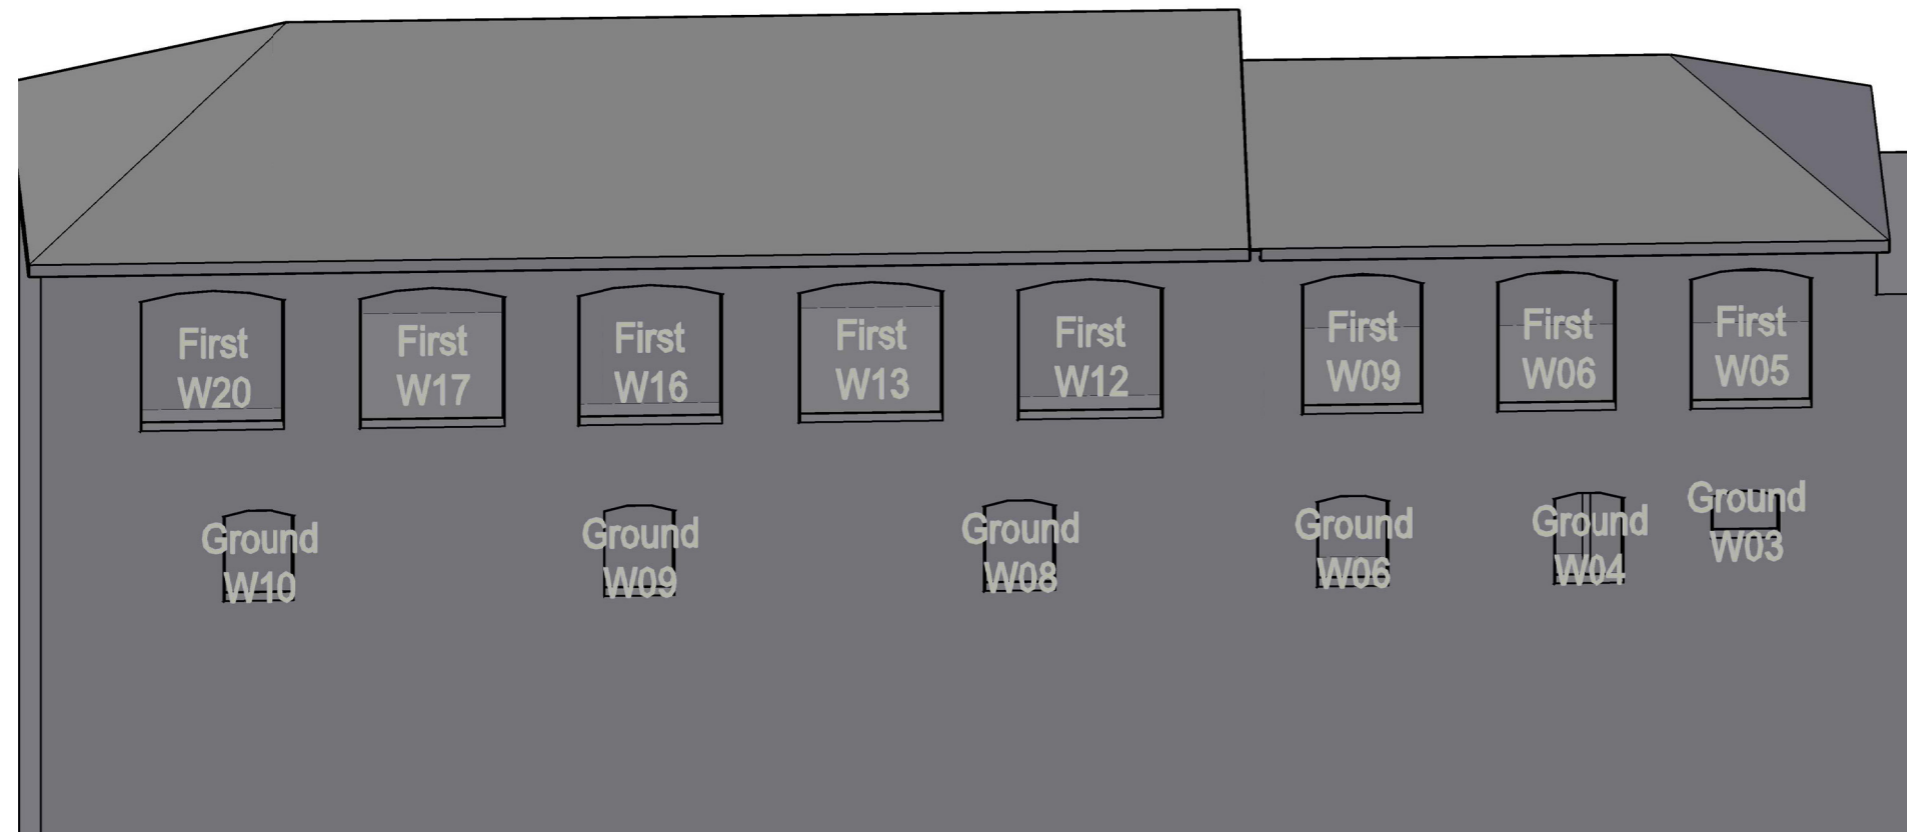 First
W20
First
W17
First
W16
First
W13
First
W12
First
W09
First
W06
First
W05
Ground
W10
Ground
W09
Ground
W08
Ground
W06
Ground
W04
Ground
W03